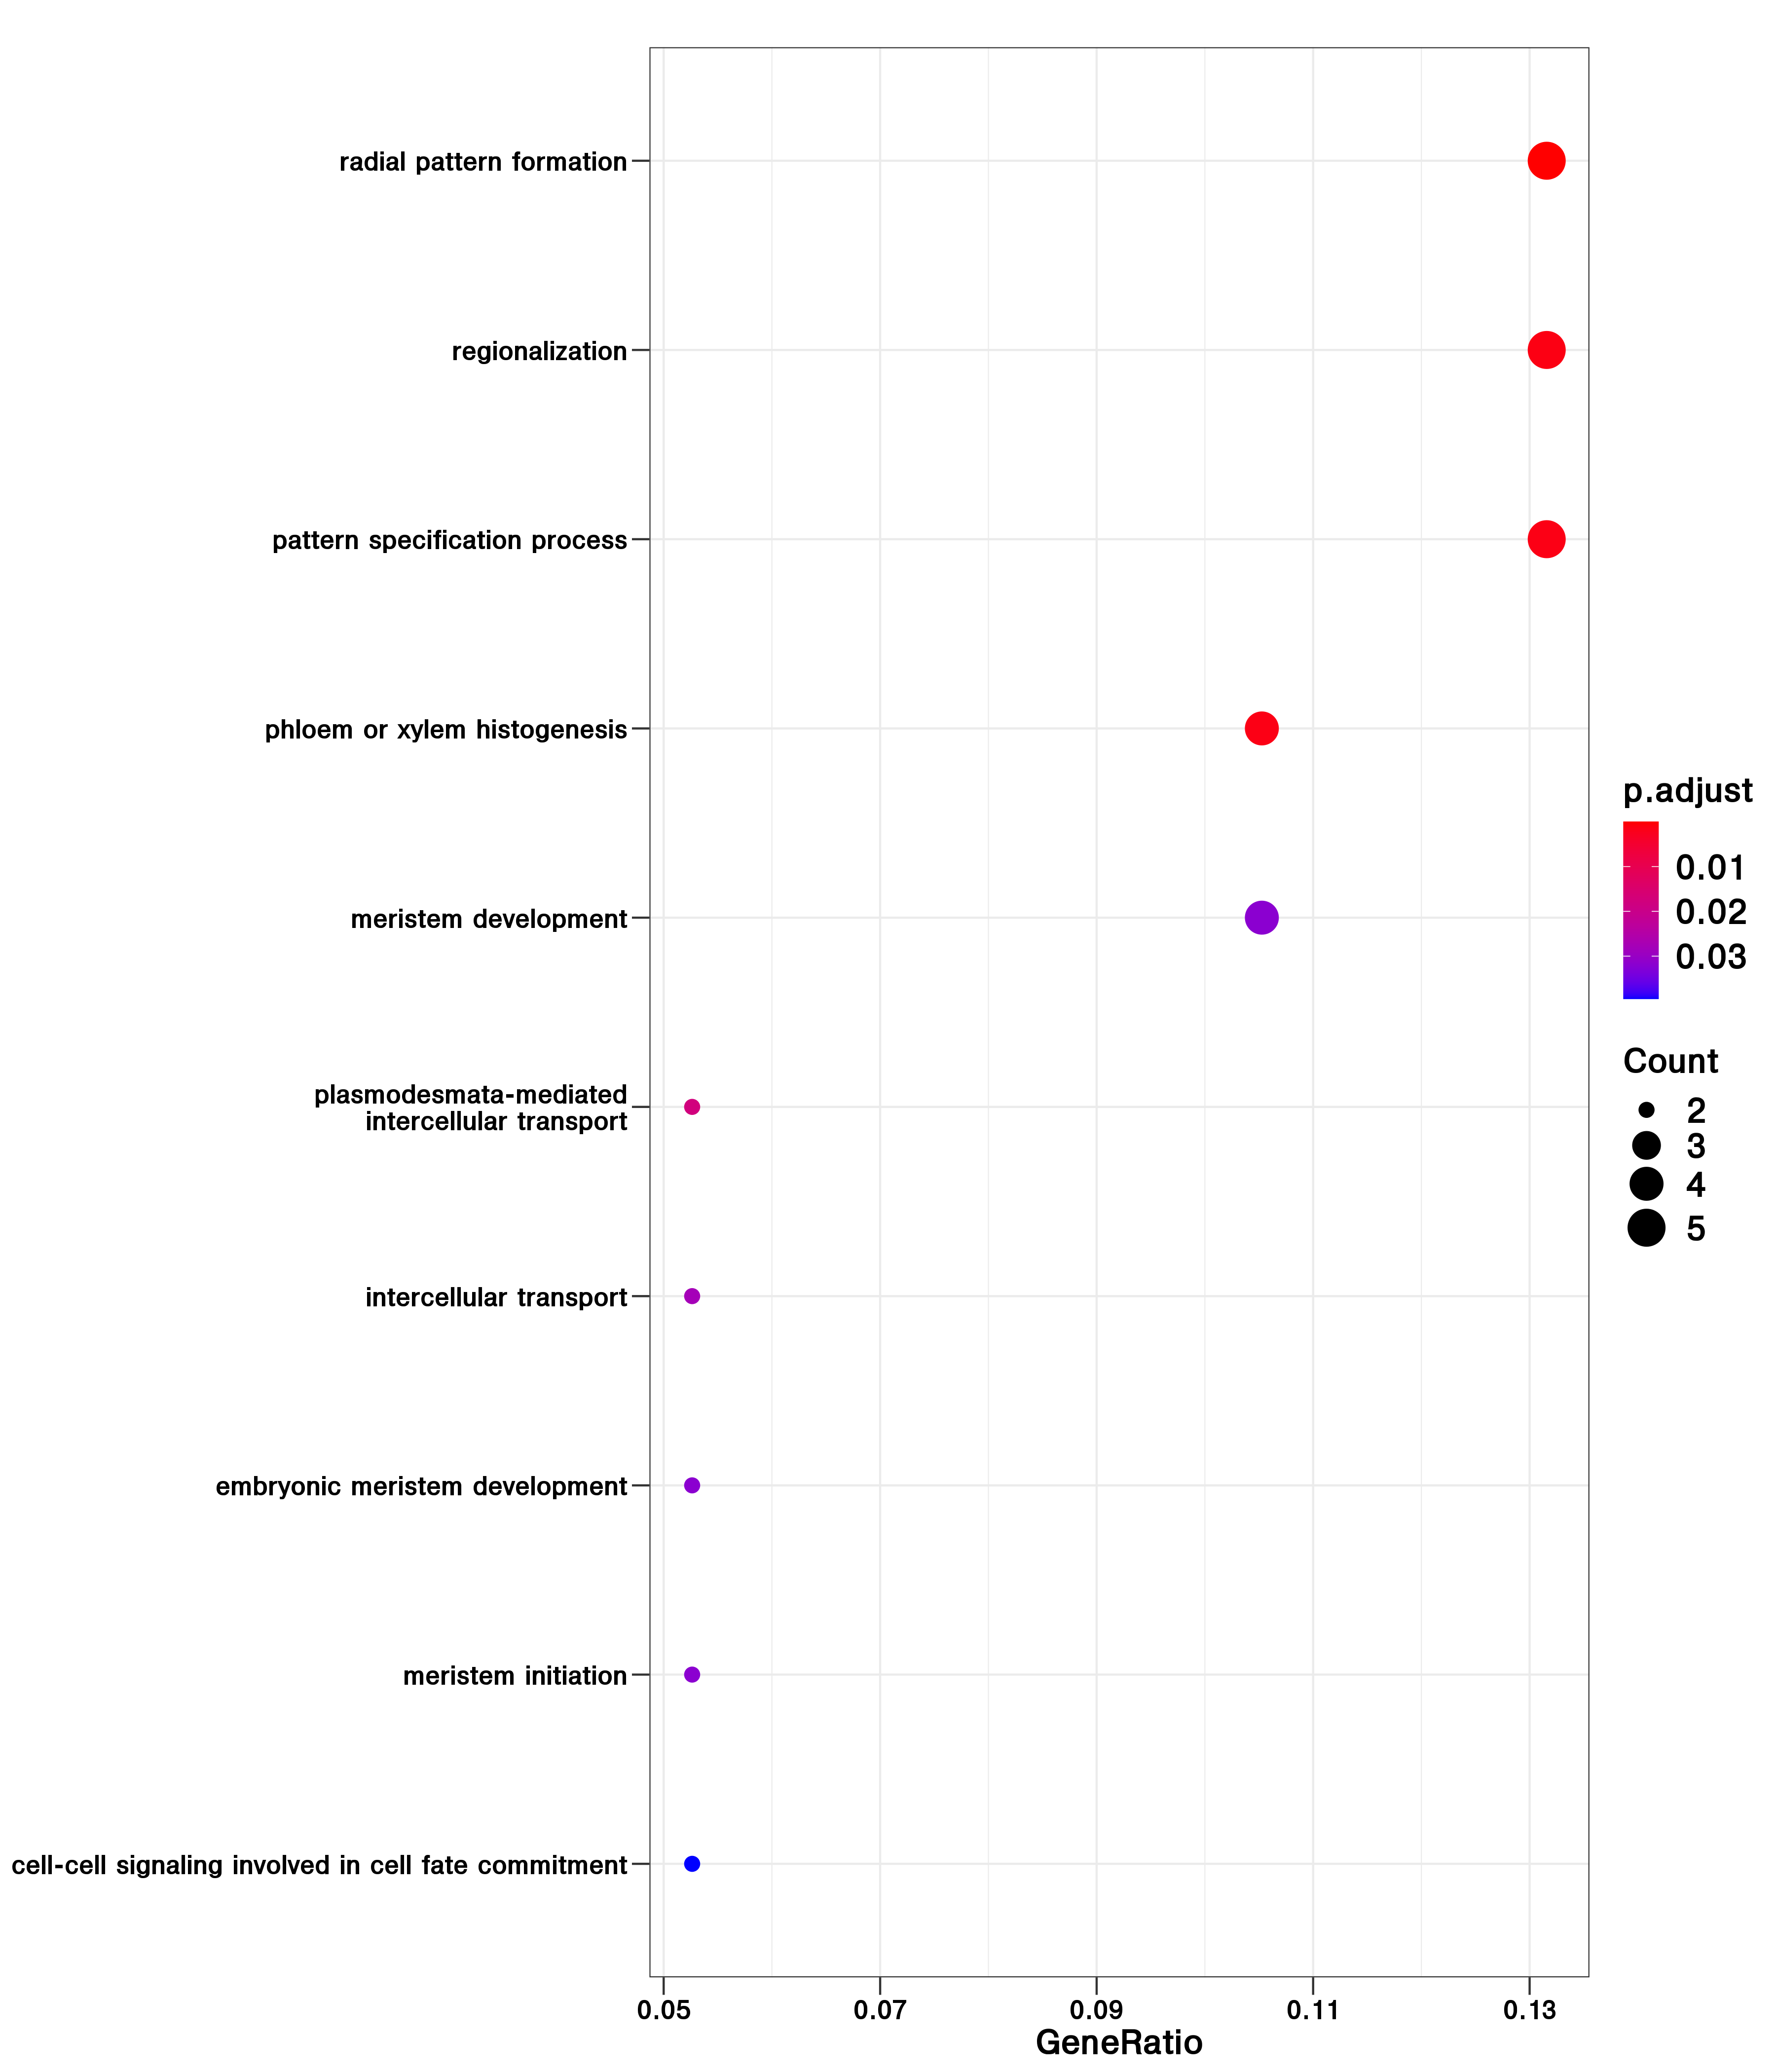 radial pattern formation
regionalization
pattern specification process
phloem or xylem histogenesis
meristem development
plasmodesmata-mediated
intercellular transport
intercellular transport
embryonic meristem development
meristem initiation
cell-cell signaling involved in cell fate commitment
0.05 0.07 0.09 0.11 0.13
GeneRatio
p.adjust
0.01
0.02
0.03
Count
2
3
4
5